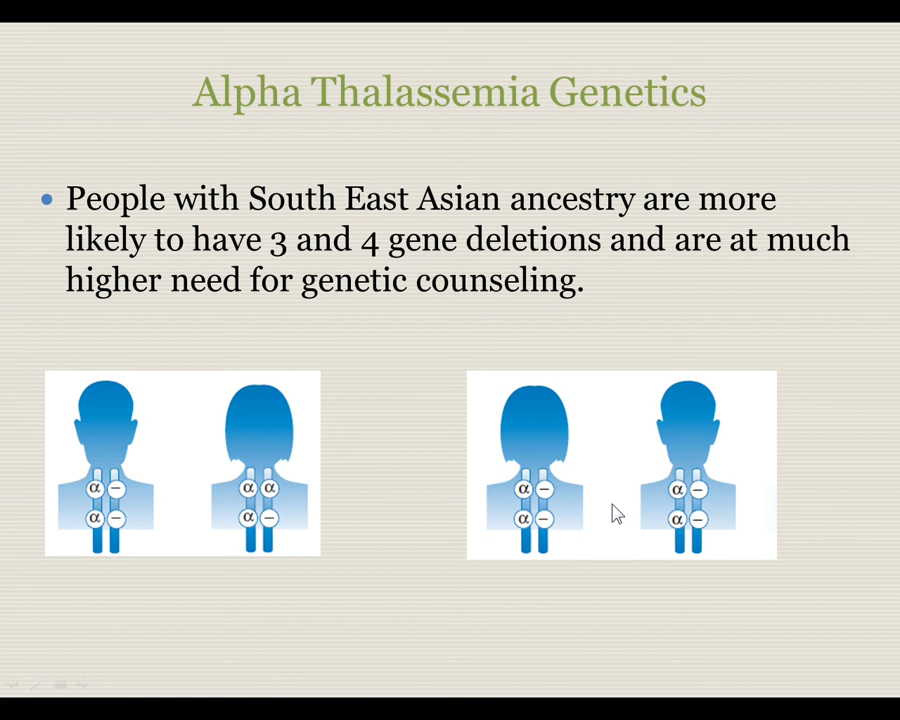 Alpha Thalassemia Genetics
People with South East Asian ancestry are more
likely to have 3 and 4 gene deletions and are at much
higher need for genetic counseling.
α – α α α – α –
α – α – α – α –